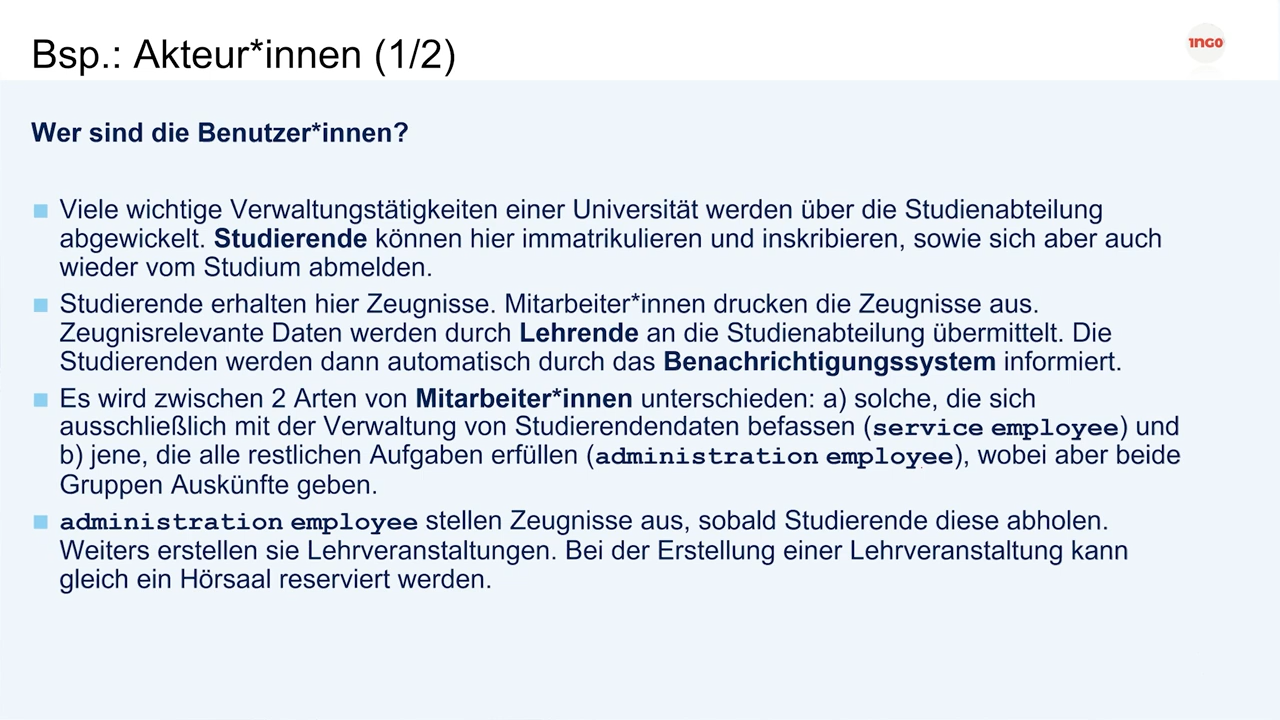 Bsp.: Akteur*innen (1/2)
1NGO
Wer sind die Benutzer*innen?
Viele wichtige Verwaltungstätigkeiten einer Universität werden über die Studienabteilung
abgewickelt. Studierende können hier immatrikulieren und inskribieren, sowie sich aber auch
wieder vom Studium abmelden.
Studierende erhalten hier Zeugnisse. Mitarbeiter*innen drucken die Zeugnisse aus.
Zeugnisrelevante Daten werden durch Lehrende an die Studienabteilung übermittelt. Die
Studierenden werden dann automatisch durch das Benachrichtigungssystem informiert.
Es wird zwischen 2 Arten von Mitarbeiter*innen unterschieden: a) solche, die sich
ausschließlich mit der Verwaltung von Studierendendaten befassen (service employee) und
b) jene, die alle restlichen Aufgaben erfüllen (administration employee), wobei aber beide
Gruppen Auskünfte geben.
administration employee stellen Zeugnisse aus, sobald Studierende diese abholen.
Weiters erstellen sie Lehrveranstaltungen. Bei der Erstellung einer Lehrveranstaltung kann
gleich ein Hörsaal reserviert werden.